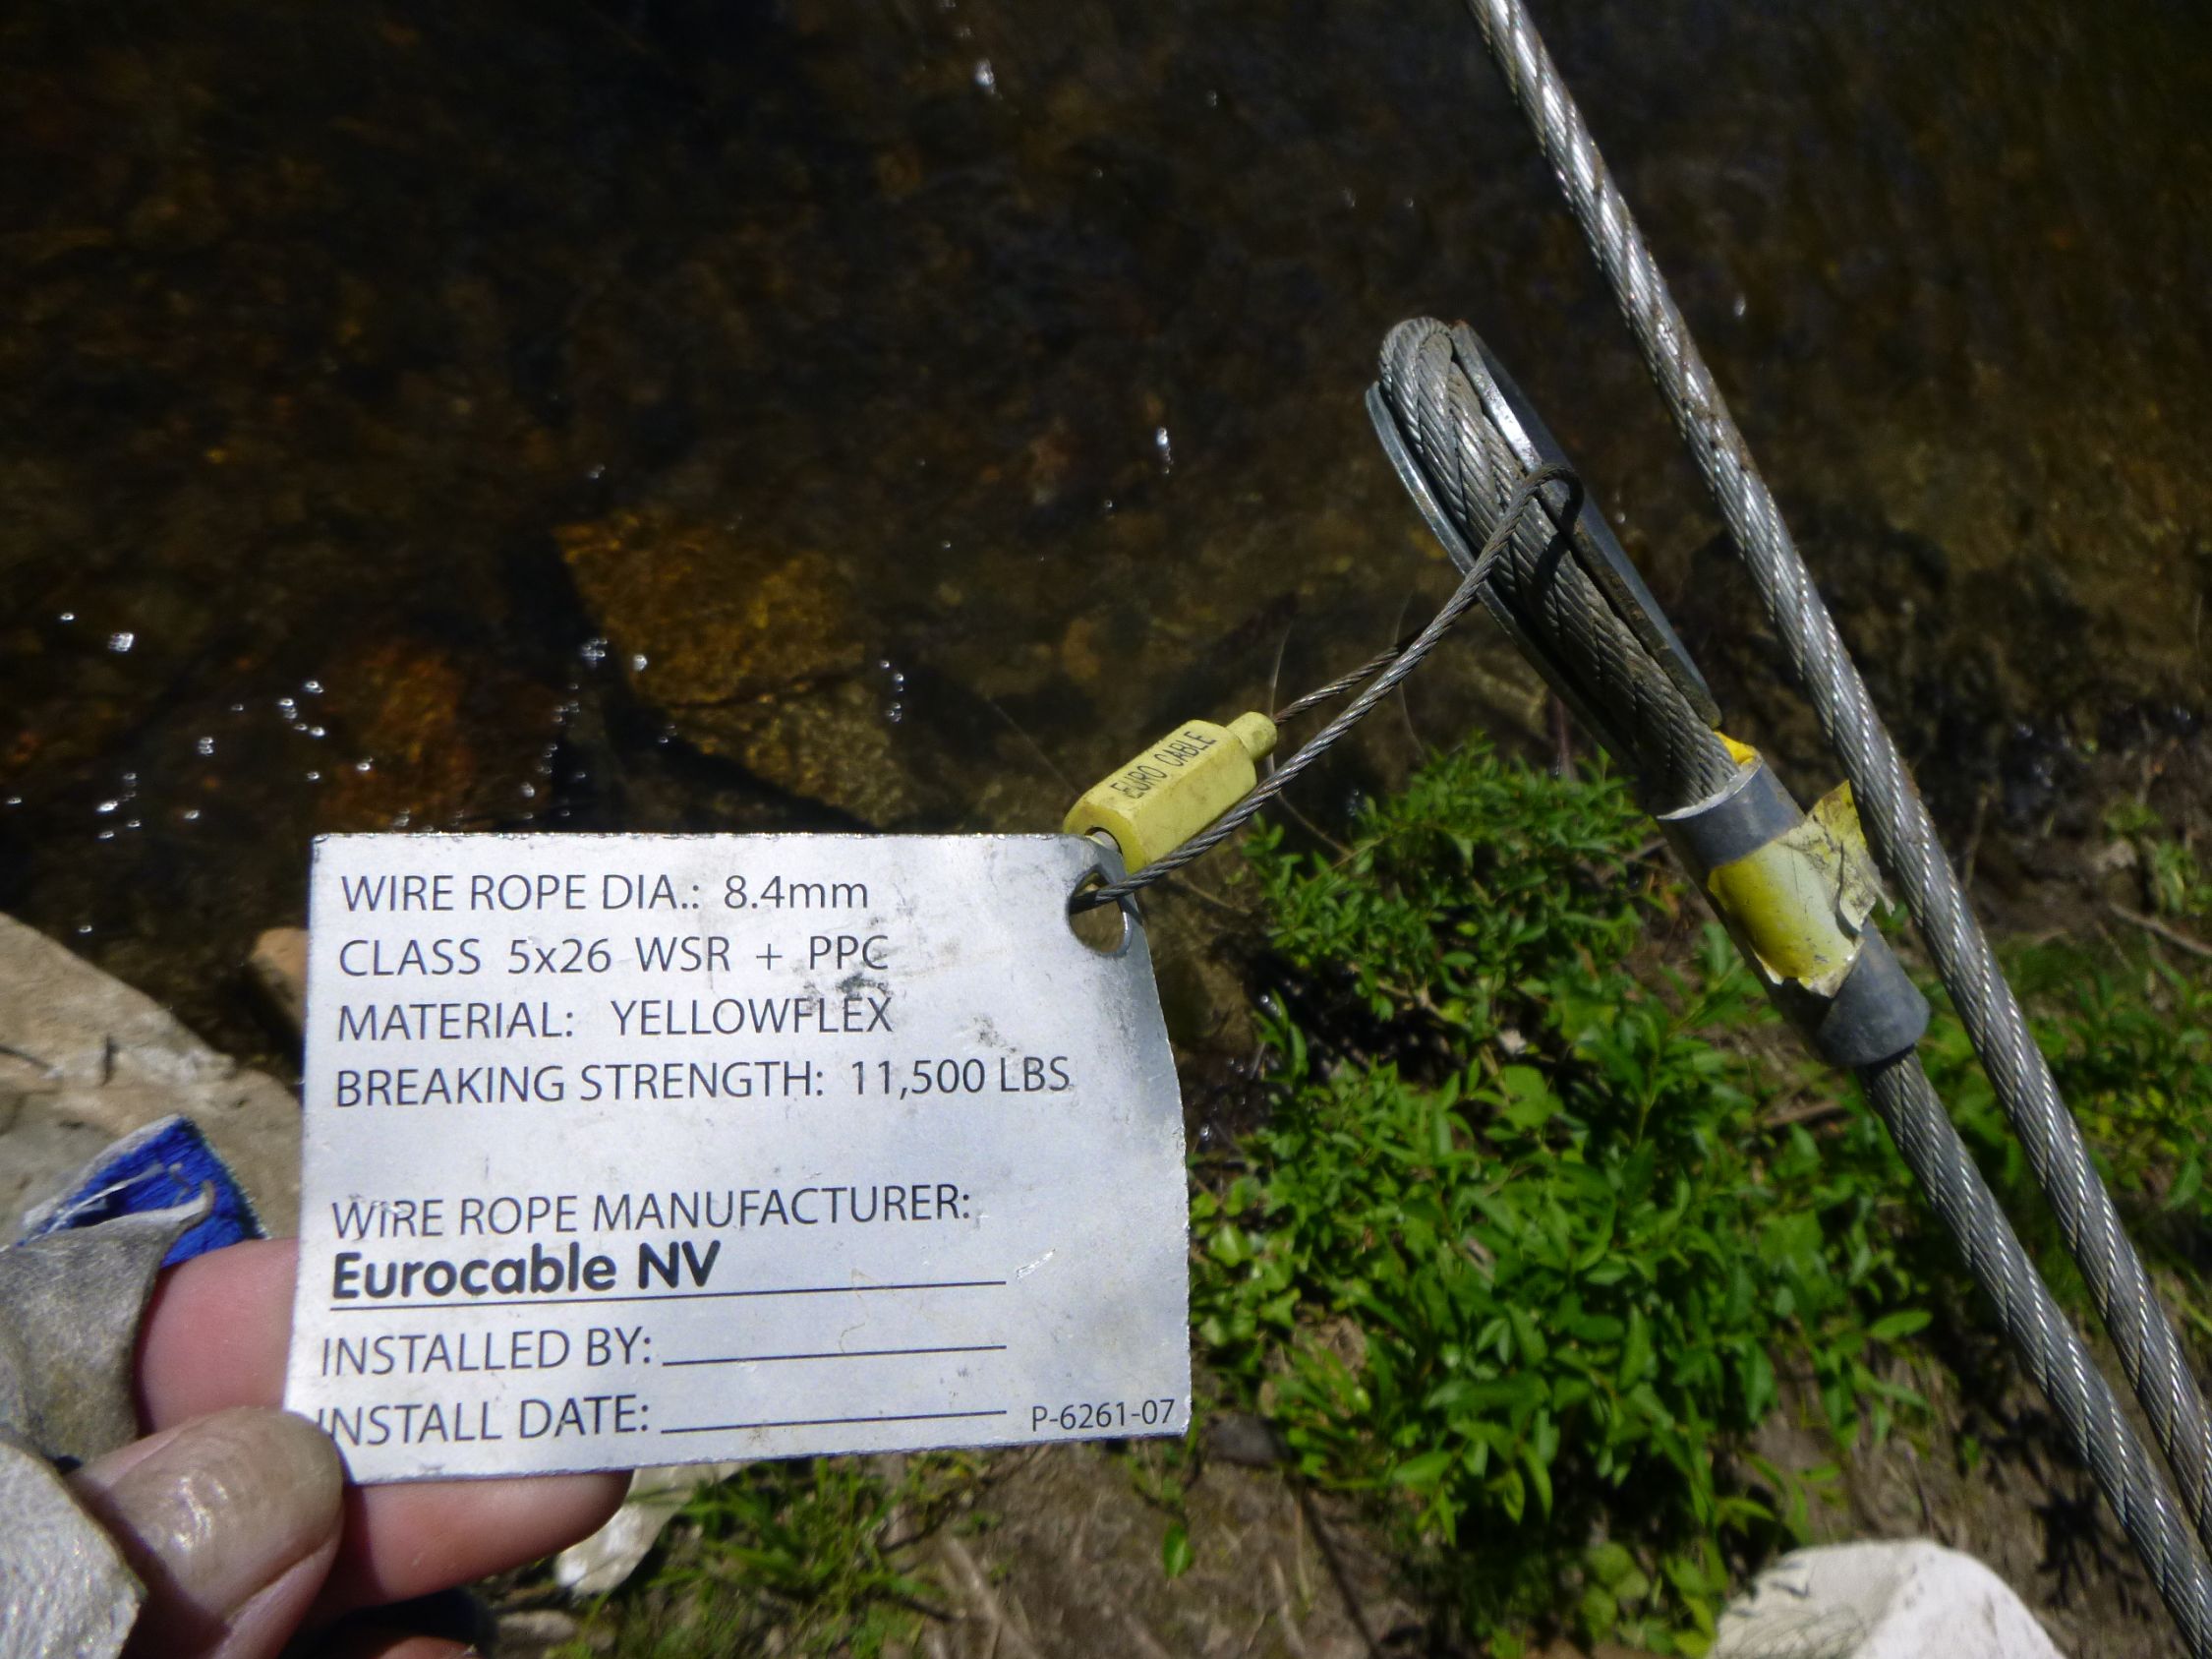 EURO CABLE
WIRE ROPE DIA.: 8.4mm
CLASS 5x26 WSR + PPC
MATERIAL: YELLOWFLEX
BREAKING STRENGTH: 11,500 LBS
WIRE ROPE MANUFACTURER:
Eurocable NV
INSTALLED BY:
INSTALL DATE:
P-6261-07